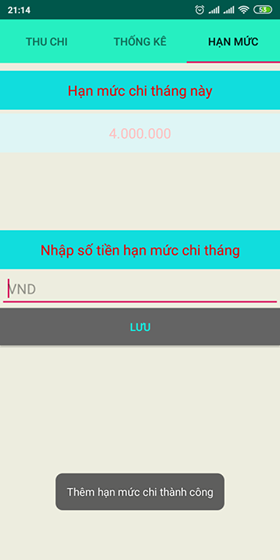 21:14
53
THU CHI THỐNG KÊ HẠN MỨC
Hạn mức chi tháng này
4.000.000
Nhập số tiền hạn mức chi tháng
VND
LƯU
Thêm hạn mức chi thành công